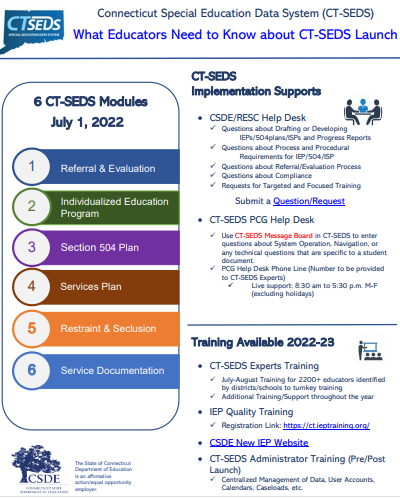 CTSEDS
SPECIAL EDUCATION DATA SYSTEM
Connecticut Special Education Data System (CT-SEDS)
What Educators Need to Know about CT-SEDS Launch
6 CT-SEDS Modules
July 1, 2022
1 Referral & Evaluation
2 Individualized Education
Program
3 Section 504 Plan
4 Services Plan
5 Restraint & Seclusion
6 Service Documentation
CSDE
CONNECTICUT STATE
DEPARTMENT OF EDUCATION
The State of Connecticut
Department of Education
is an affirmative
action/equal opportunity
employer.
CT-SEDS
Implementation Supports
• CSDE/RESC Help Desk
✓ Questions about Drafting or Developing
IEPs/504plans/ISPs and Progress Reports
✓ Questions about Process and Procedural
Requirements for IEP/504/ISP
✓ Questions about Referral/Evaluation Process
✓ Questions about Compliance
✓ Requests for Targeted and Focused Training
Submit a Question/Request
• CT-SEDS PCG Help Desk
✓ Use CT-SEDS Message Board in CT-SEDS to enter
questions about System Operation, Navigation, or
any technical questions that are specific to a student
document.
✓ PCG Help Desk Phone Line (Number to be provided
to CT-SEDS Experts)
✓ Live support: 8:30 am to 5:30 p.m. M-F
(excluding holidays)
Training Available 2022-23
• CT-SEDS Experts Training
✓ July-August Training for 2200+ educators identified
by districts/schools to turnkey training
✓ Additional Training/Support throughout the year
• IEP Quality Training
✓ Registration Link: https://ct.ieptraining.org/
• CSDE New IEP Website
• CT-SEDS Administrator Training (Pre/Post
Launch)
✓ Centralized Management of Data, User Accounts,
Calendars, Caseloads, etc.